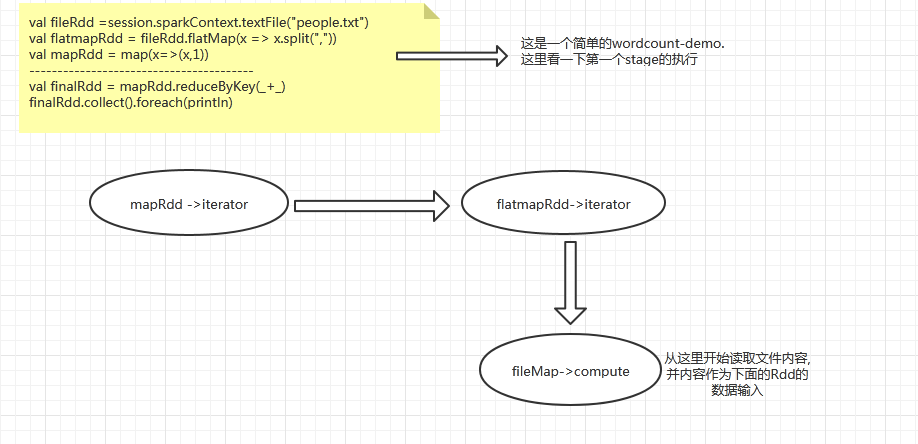 val fileRdd =session.sparkContext.textFile("people.txt")
val flatmapRdd = fileRdd.flatMap(x => x.split(","))
val mapRdd = map(x=>(x,1))
---------------------------------------
val finalRdd = mapRdd.reduceByKey(_+_)
finalRdd.collect().foreach(println)
这是一个简单的wordcount-demo.
这里看一下第一个stage的执行
mapRdd ->iterator
flatmapRdd->iterator
fileMap->compute
从这里开始读取文件内容,
并内容作为下面的Rdd的
数据输入